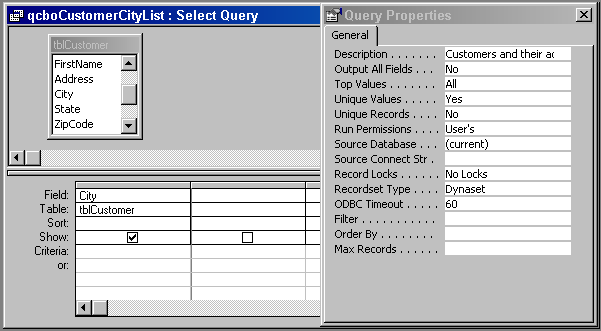 qcboCustomerCityList : Select Query
tblCustomer
FirstName
Address
City
State
ZipCode
Field: City
Table: tblCustomer
Sort:
Show:
Criteria:
or:
Query Properties
General
Description . . . . . . . Customers and their
Output All Fields . . . No
Top Values . . . . . . . All
Unique Values . . . . . Yes
Unique Records . . . . No
Run Permissions . . . . User's
Source Database . . . (current)
Source Connect Str .
Record Locks . . . . . . No Locks
Recordset Type . . . . Dynaset
ODBC Timeout . . . . . 60
Filter . . . . . . . . . . .
Order By . . . . . . . .
Max Records . . . . . .